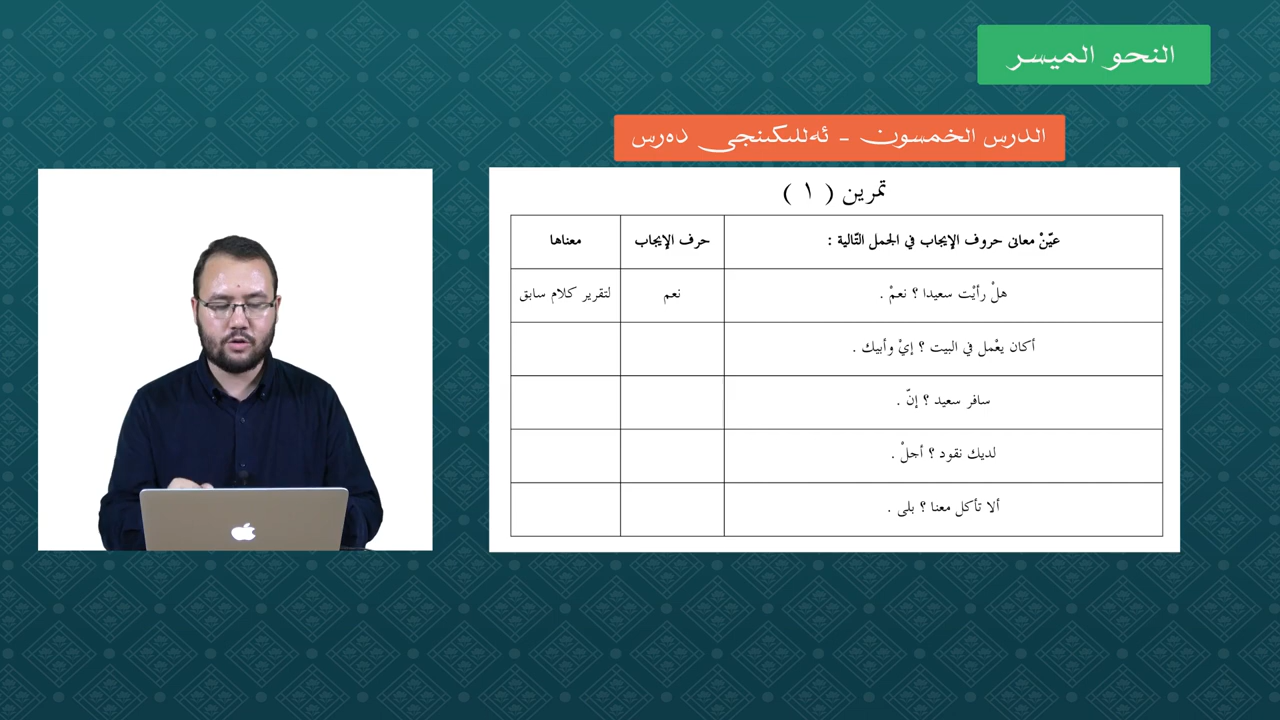 النحو الميسر
الدرس الخمسون - ئەللىكىنجى دەرس
تمرين ( ١ )
عيّنْ معانى حروف الإيجاب في الجمل التّالية : حرف الإيجاب معناها
هلْ رأيْت سعيدا ؟ نعمْ . نعم لتقرير كلام سابق
أكان يعْمل في البيت ؟ إيْ وأبيك .
سافر سعيد ؟ إنّ .
لديك نقود ؟ أجلْ .
ألا تأكل معنا ؟ بلى .